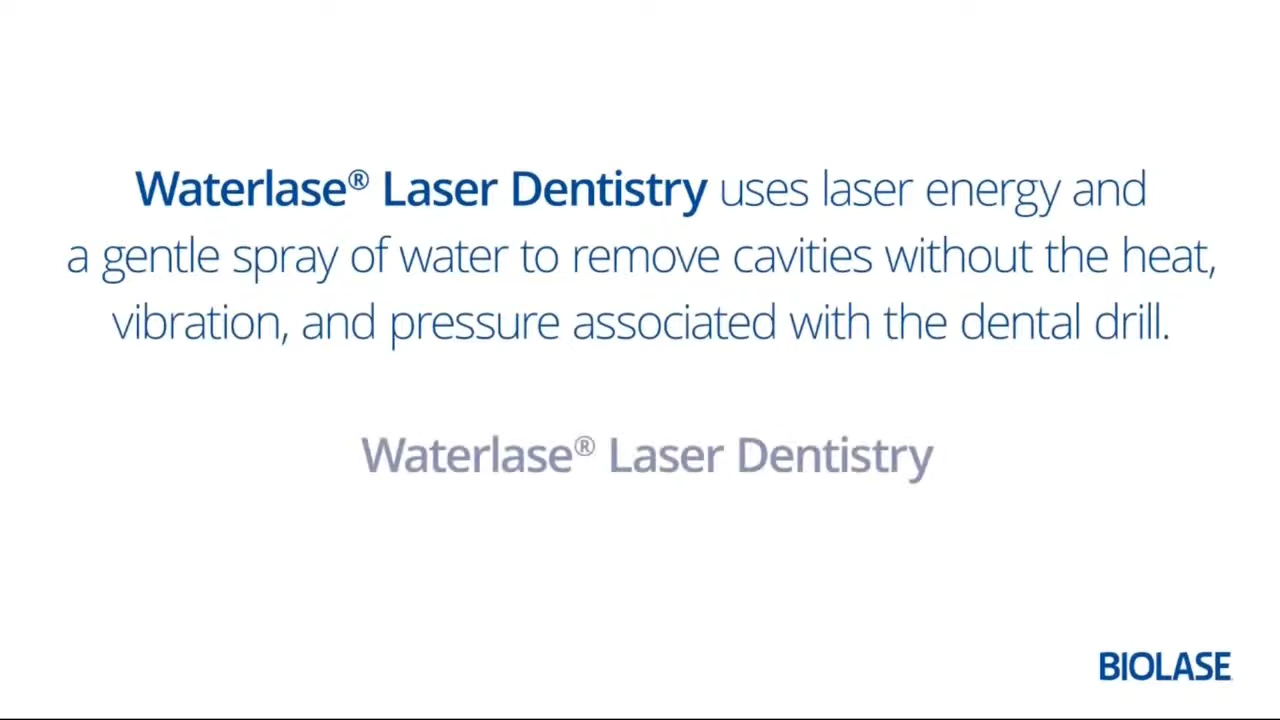 Waterlase® Laser Dentistry uses laser energy and
a gentle spray of water to remove cavities without the heat,
vibration, and pressure associated with the dental drill.
Waterlase® Laser Dentistry
BIOLASE